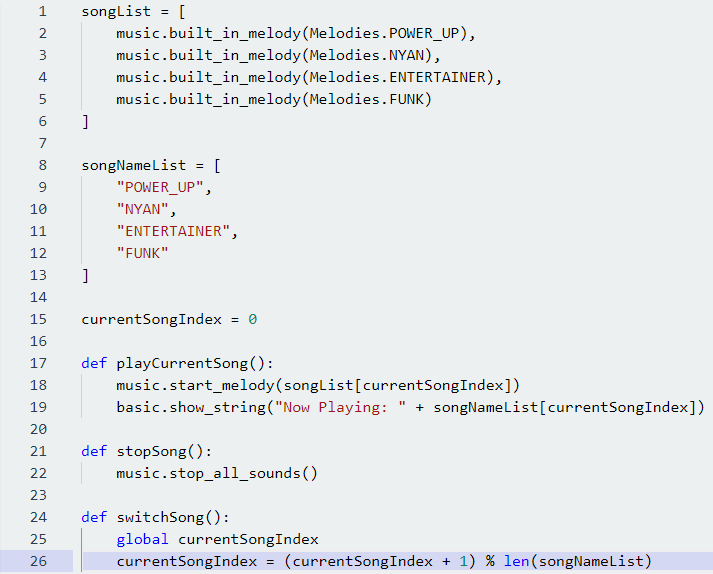 1 songList = [
2     music.built_in_melody(Melodies.POWER_UP),
3     music.built_in_melody(Melodies.NYAN),
4     music.built_in_melody(Melodies.ENTERTAINER),
5     music.built_in_melody(Melodies.FUNK)
6 ]
7
8 songNameList = [
9     "POWER_UP",
10     "NYAN",
11     "ENTERTAINER",
12     "FUNK"
13 ]
14
15 currentSongIndex = 0
16
17 def playCurrentSong():
18     music.start_melody(songList[currentSongIndex])
19     basic.show_string("Now Playing: " + songNameList[currentSongIndex])
20
21 def stopSong():
22     music.stop_all_sounds()
23
24 def switchSong():
25     global currentSongIndex
26     currentSongIndex = (currentSongIndex + 1) % len(songNameList)